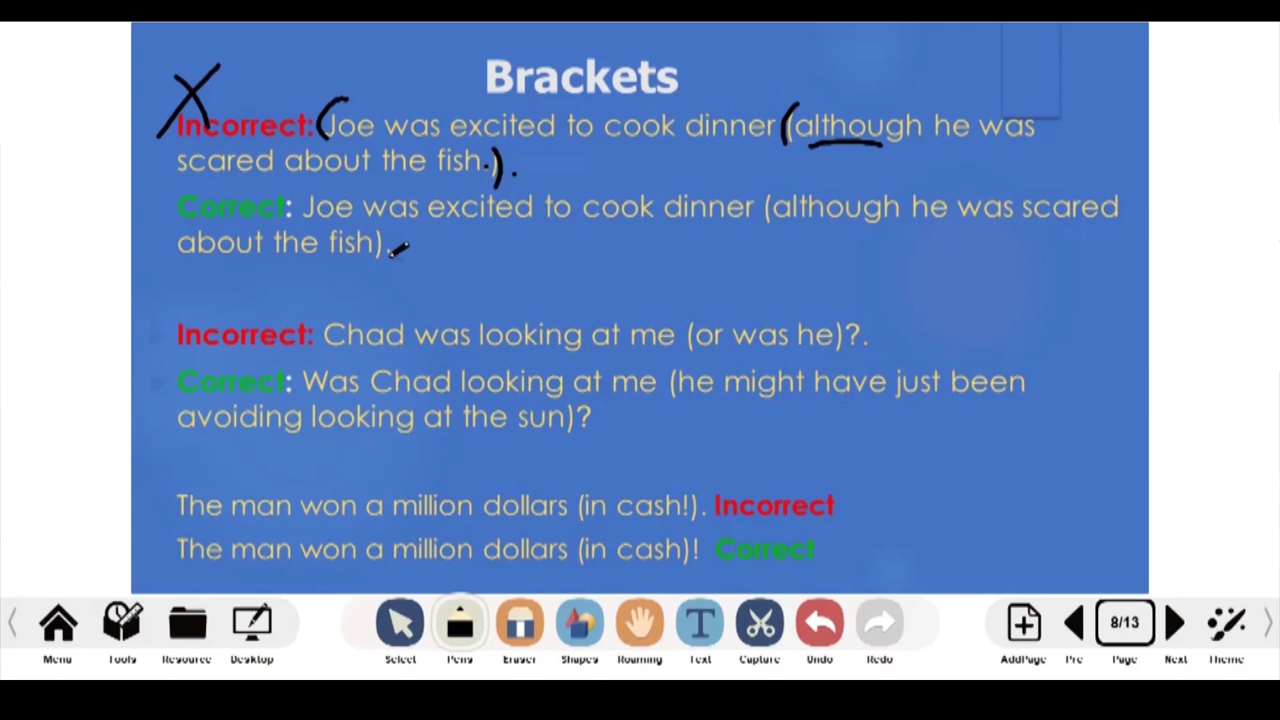 Brackets
Incorrect: Joe was excited to cook dinner (although he was
scared about the fish.).
Correct: Joe was excited to cook dinner (although he was scared
about the fish).
Incorrect: Chad was looking at me (or was he)?.
Correct: Was Chad looking at me (he might have just been
avoiding looking at the sun)?
The man won a million dollars (in cash!). Incorrect
The man won a million dollars (in cash)! Correct
8/13
Menu Tools Resource Desktop Select Pens Eraser Shapes Roaming Text Capture Undo Redo AddPage Pre Page Next Theme